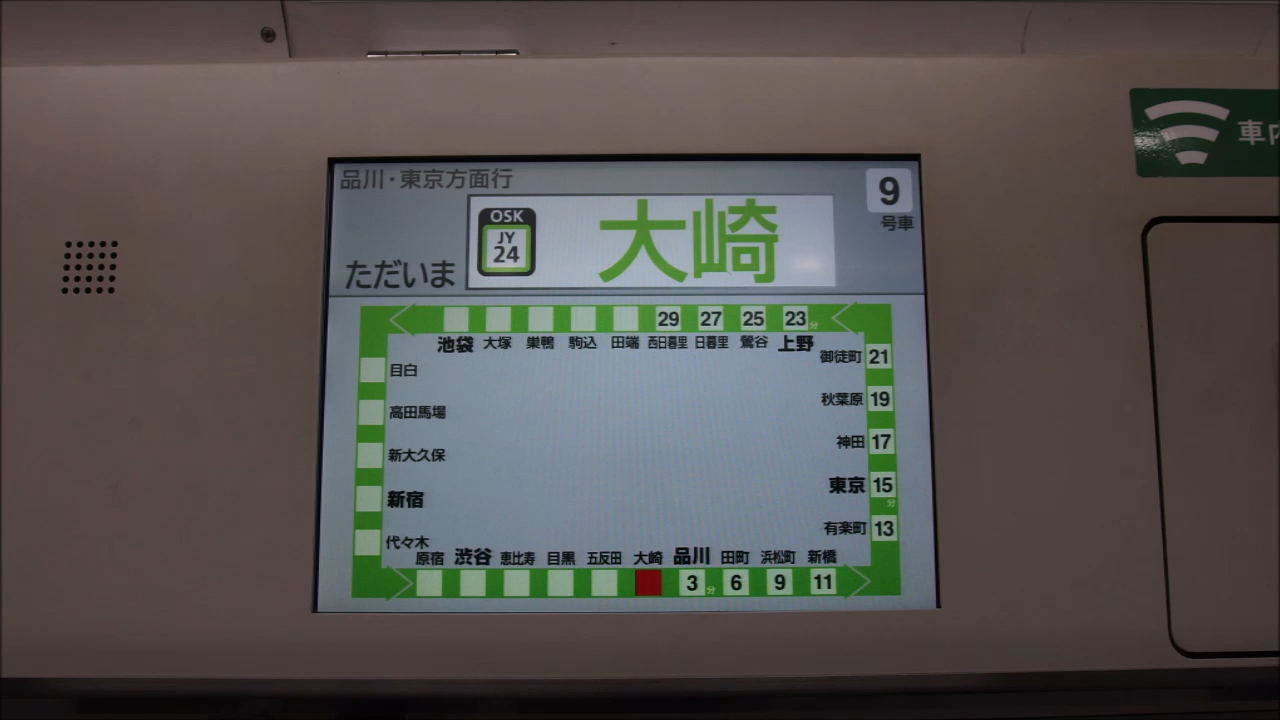 品川・東京方面行
9
号車
ただいま
OSK
JY
24
大崎
車内
29 27 25 23分
池袋 大塚 巣鴨 駒込 田端 西日暮里 日暮里 鶯谷 上野
御徒町 21
目白
秋葉原 19
高田馬場
神田 17
新大久保
東京 15分
新宿
有楽町 13
代々木
原宿 渋谷 恵比寿 目黒 五反田 大崎 品川 田町 浜松町 新橋
3分 6 9 11